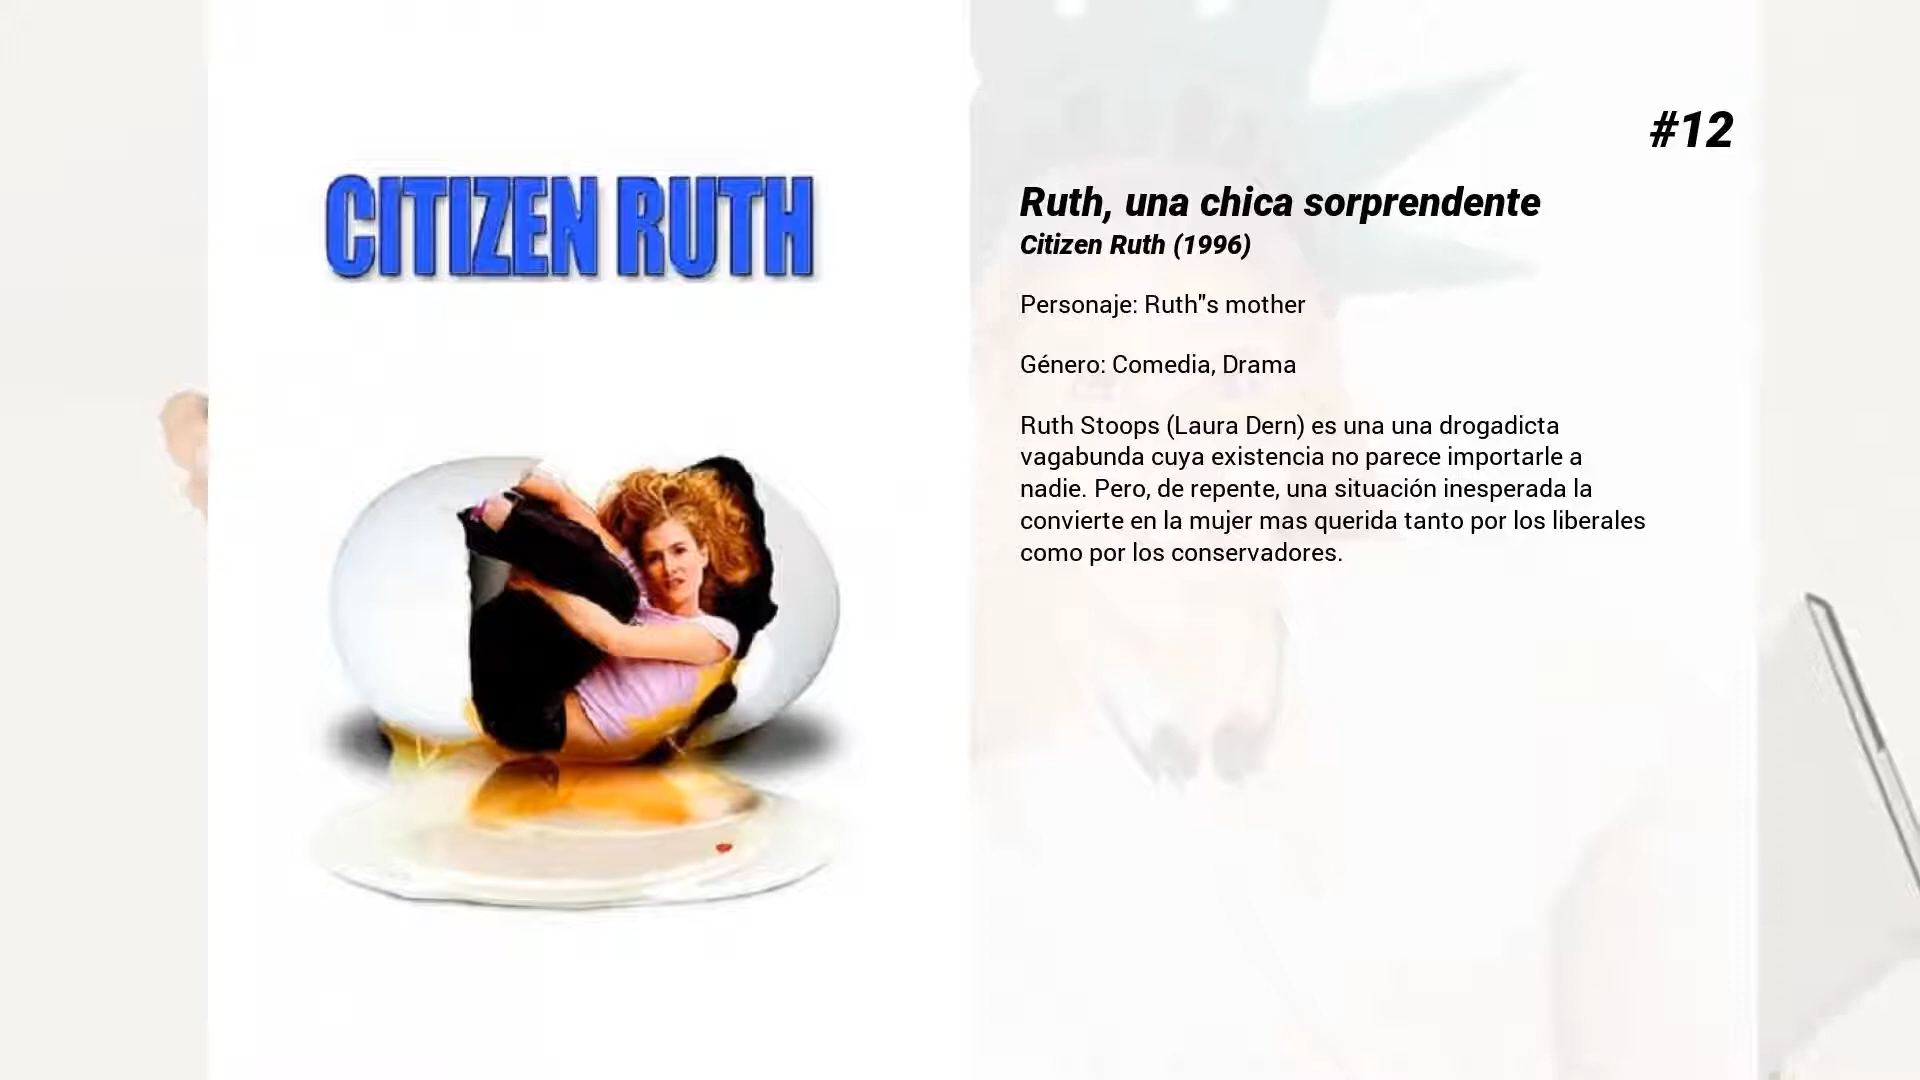 CITIZEN RUTH
#12
Ruth, una chica sorprendente
Citizen Ruth (1996)
Personaje: Ruth"s mother
Género: Comedia, Drama
Ruth Stoops (Laura Dern) es una una drogadicta
vagabunda cuya existencia no parece importarle a
nadie. Pero, de repente, una situación inesperada la
convierte en la mujer mas querida tanto por los liberales
como por los conservadores.